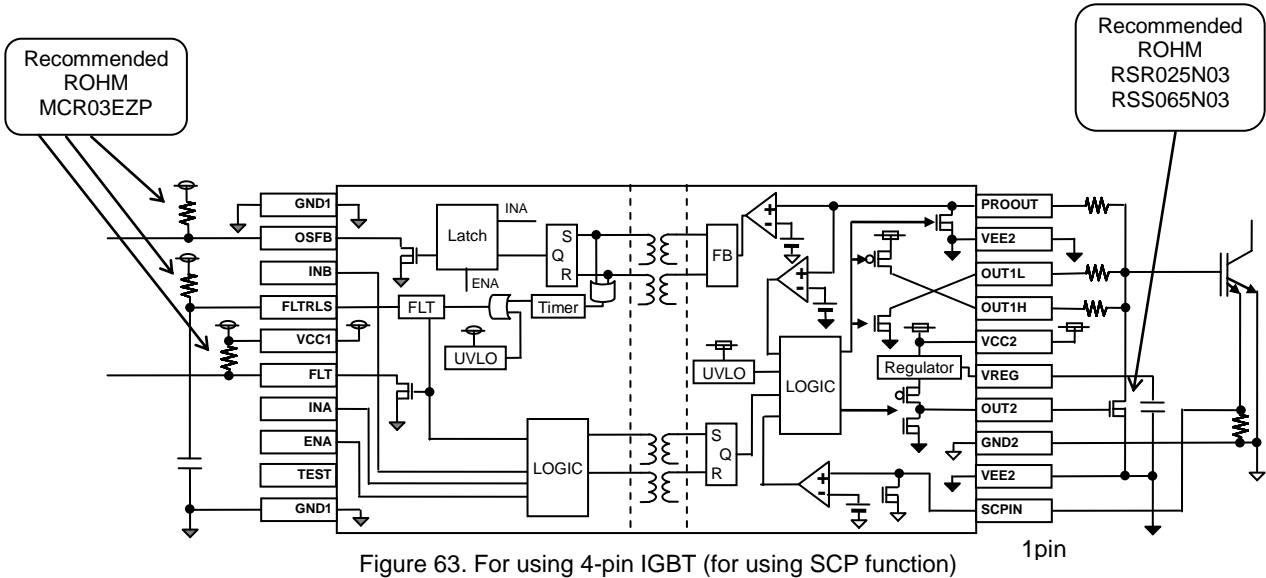 Recommended
ROHM
MCR03EZP
Recommended
ROHM
RSR025N03
RSS065N03
GND1
OSFB
INB
FLTRLS
VCC1
FLT
INA
ENA
TEST
GND1
INA
Latch
ENA
S
Q
R
FLT
Timer
UVLO
LOGIC
FB
+
-
+
-
UVLO
LOGIC
Regulator
S
Q
R
+
-
PROOUT
VEE2
OUT1L
OUT1H
VCC2
VREG
OUT2
GND2
VEE2
SCPIN
1pin
Figure 63. For using 4-pin IGBT (for using SCP function)